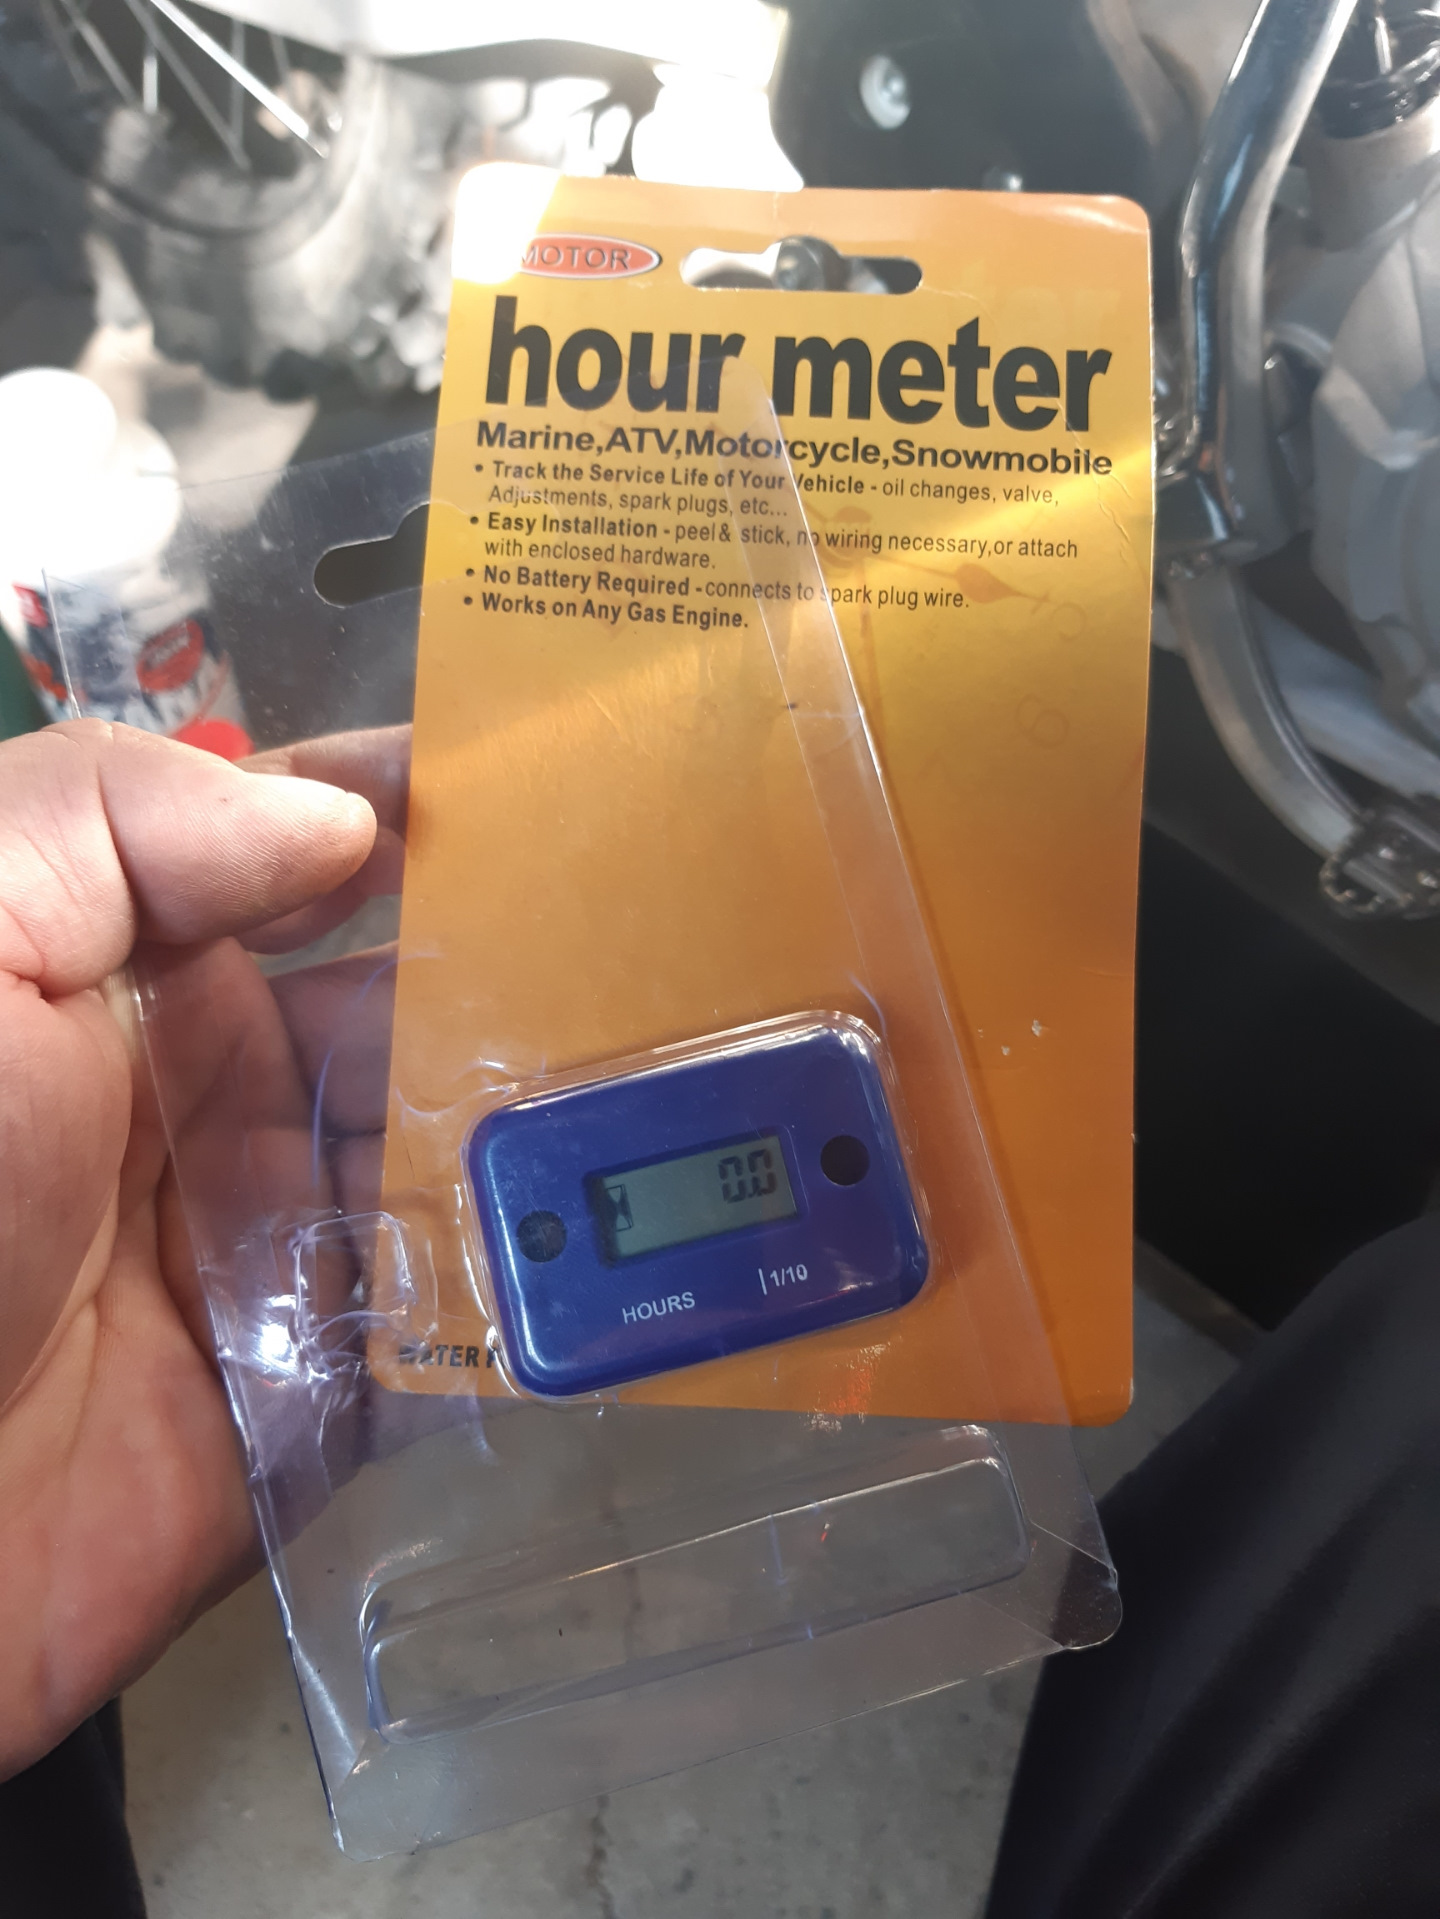 MOTOR
hour meter
Marine,ATV,Motorcycle,Snowmobile
• Track the Service Life of Your Vehicle - oil changes, valve,
Adjustments, spark plugs, etc...
• Easy Installation - peel & stick, no wiring necessary,or attach
with enclosed hardware.
• No Battery Required - connects to spark plug wire.
• Works on Any Gas Engine.
0.0
HOURS
1/10